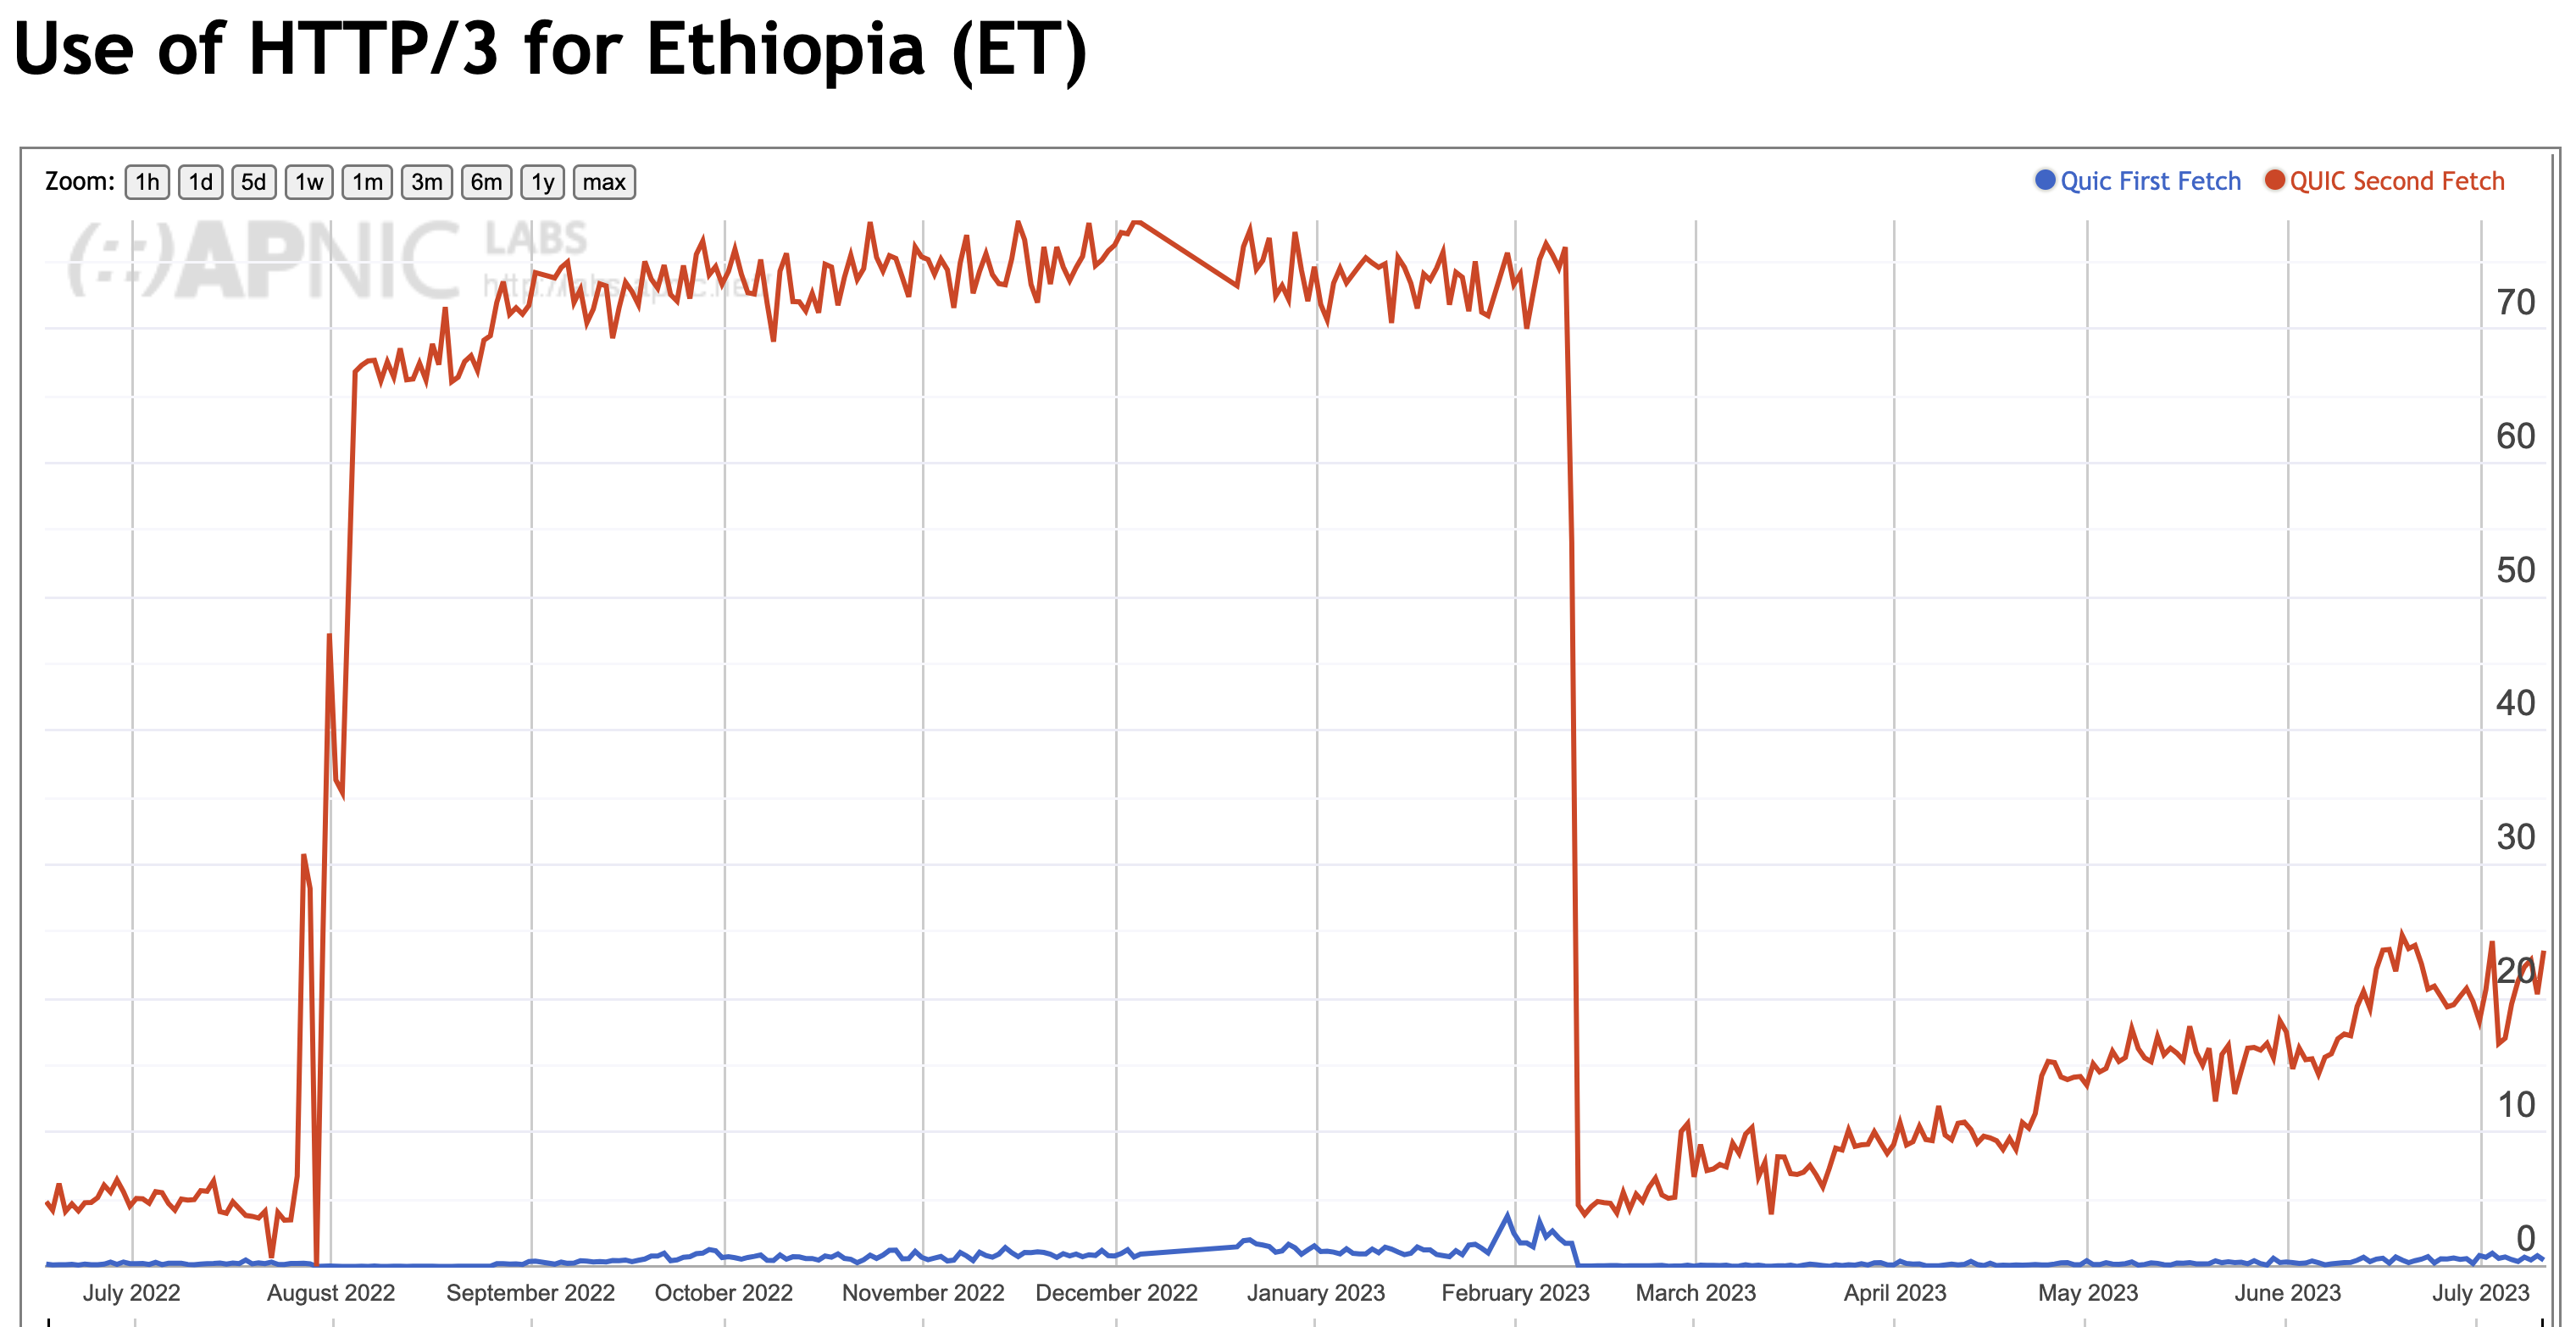 Use of HTTP/3 for Ethiopia (ET)
Zoom: 1h 1d 5d 1w 1m 3m 6m 1y max
Quic First Fetch QUIC Second Fetch
(::)APNIC LABS
70
60
50
40
30
20
10
0
July 2022 August 2022 September 2022 October 2022 November 2022 December 2022 January 2023 February 2023 March 2023 April 2023 May 2023 June 2023 July 2023